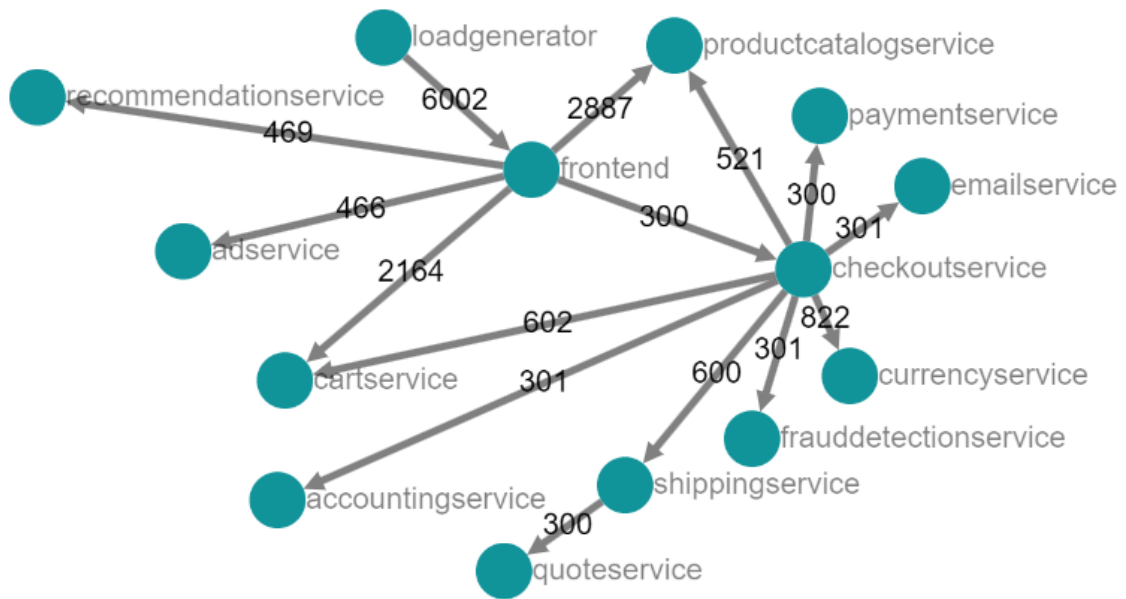 loadgenerator
productcatalogservice
recommendationservice
6002
2887
paymentservice
469
frontend
521
emailservice
300
466
300
301
adservice
checkoutservice
2164
602
822
301
cartservice
301
600
currencyservice
frauddetectionservice
accountingservice
shippingservice
300
quoteservice